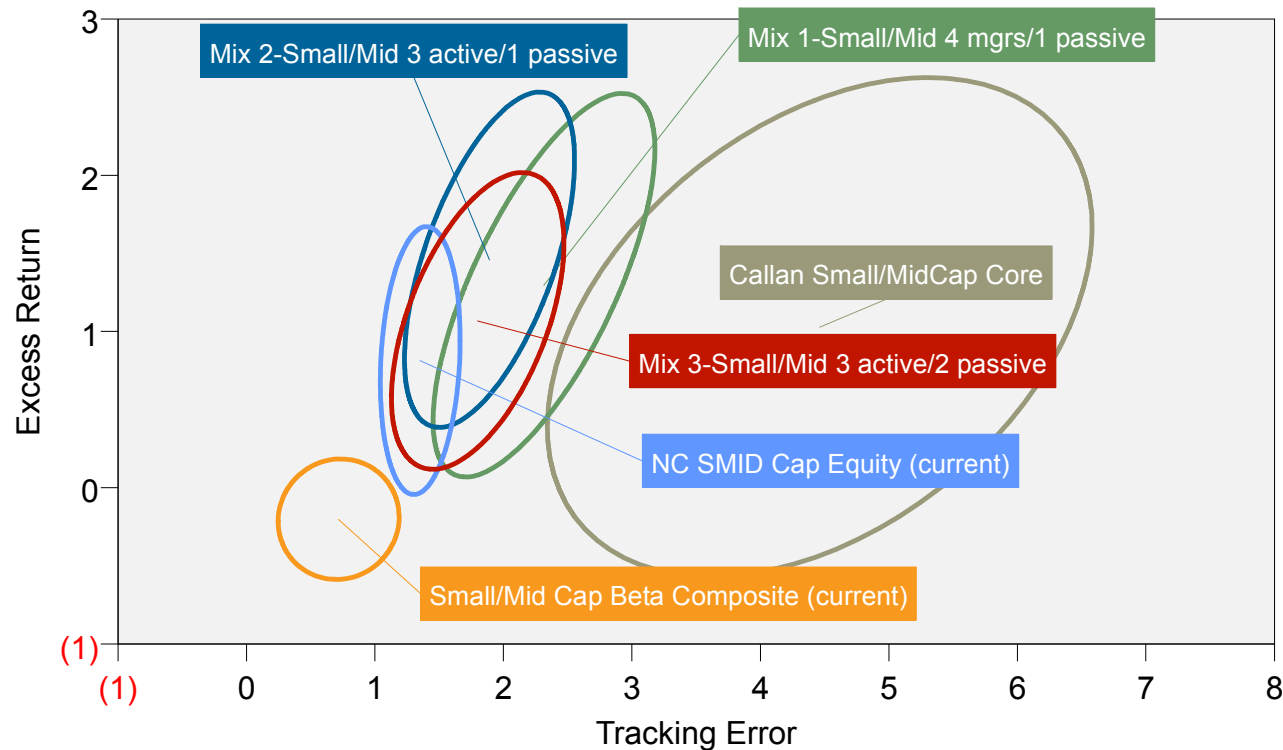 3
Mix 1-Small/Mid 4 mgrs/1 passive
Mix 2-Small/Mid 3 active/1 passive
2
Callan Small/MidCap Core
1
Mix 3-Small/Mid 3 active/2 passive
Excess Return
NC SMID Cap Equity (current)
0
Small/Mid Cap Beta Composite (current)
(1)
(1) 0 1 2 3 4 5 6 7 8
Tracking Error